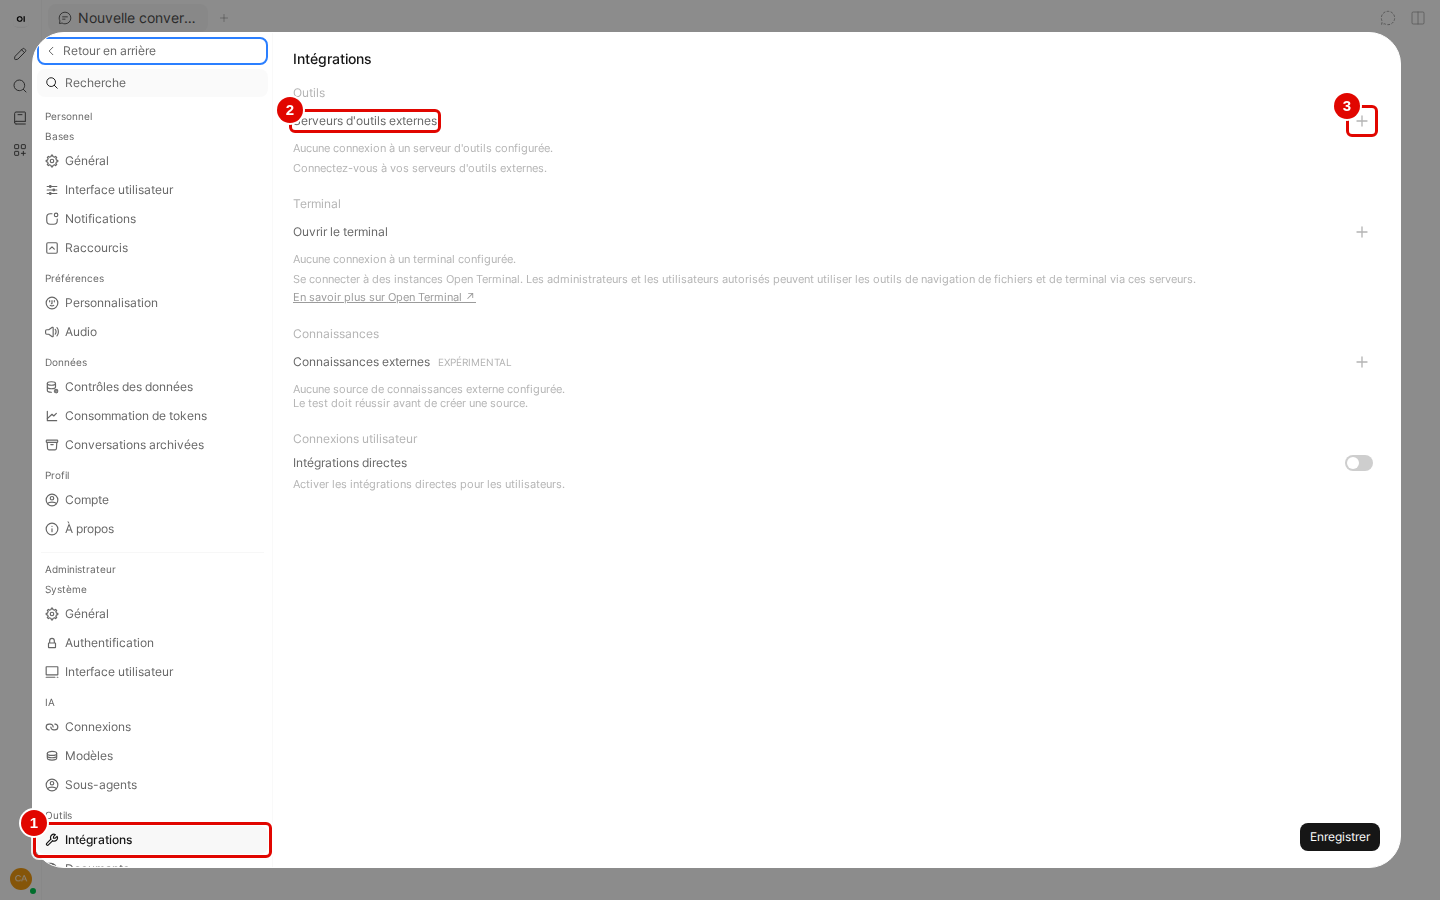 OI
Nouvelle conver...
Retour en arrière
Recherche
Personnel
Bases
Général
Interface utilisateur
Notifications
Raccourcis
Préférences
Personnalisation
Audio
Données
Contrôles des données
Consommation de tokens
Conversations archivées
Profil
Compte
À propos
Administrateur
Système
Général
Authentification
Interface utilisateur
IA
Connexions
Modèles
Sous-agents
Outils
1
Intégrations
CA
Intégrations
Outils
2
Serveurs d'outils externes
3
Aucune connexion à un serveur d'outils configurée.
Connectez-vous à vos serveurs d'outils externes.
Terminal
Ouvrir le terminal
Aucune connexion à un terminal configurée.
Se connecter à des instances Open Terminal. Les administrateurs et les utilisateurs autorisés peuvent utiliser les outils de navigation de fichiers et de terminal via ces serveurs.
En savoir plus sur Open Terminal ↗
Connaissances
Connaissances externes EXPÉRIMENTAL
Aucune source de connaissances externe configurée.
Le test doit réussir avant de créer une source.
Connexions utilisateur
Intégrations directes
Activer les intégrations directes pour les utilisateurs.
Enregistrer